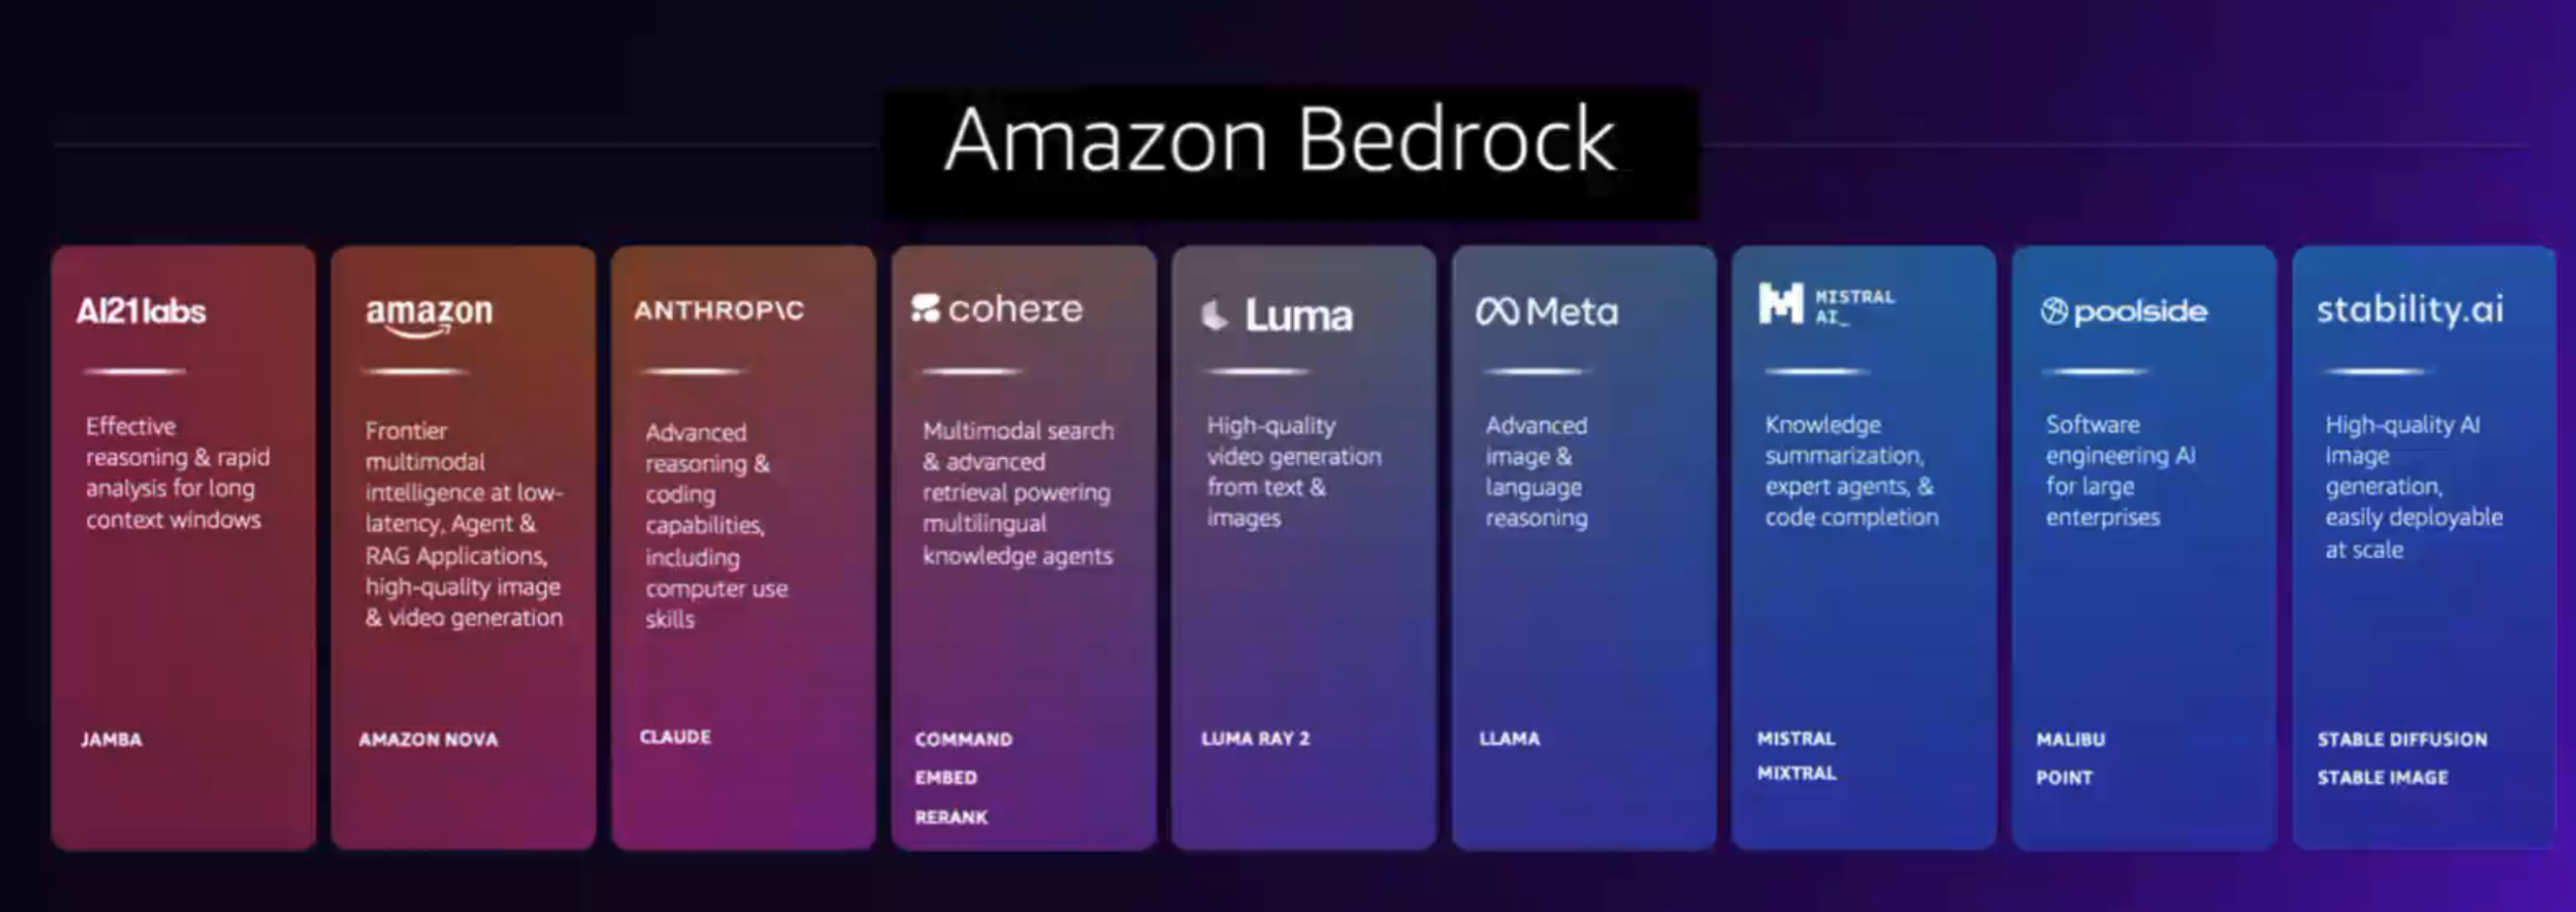 Amazon Bedrock
AI21labs
Effective
reasoning & rapid
analysis for long
context windows
JAMBA
amazon
Frontier
multimodal
intelligence at low-
latency, Agent &
RAG Applications,
high-quality image
& video generation
AMAZON NOVA
ANTHROP\C
Advanced
reasoning &
coding
capabilities,
including
computer use
skills
CLAUDE
cohere
Multimodal search
& advanced
retrieval powering
multilingual
knowledge agents
COMMAND
EMBED
RERANK
Luma
High-quality
video generation
from text &
images
LUMA RAY 2
Meta
Advanced
image &
language
reasoning
LLAMA
MISTRAL
AI_
Knowledge
summarization,
expert agents, &
code completion
MISTRAL
MIXTRAL
poolside
Software
engineering AI
for large
enterprises
MALIBU
POINT
stability.ai
High-quality AI
image
generation,
easily deployable
at scale
STABLE DIFFUSION
STABLE IMAGE